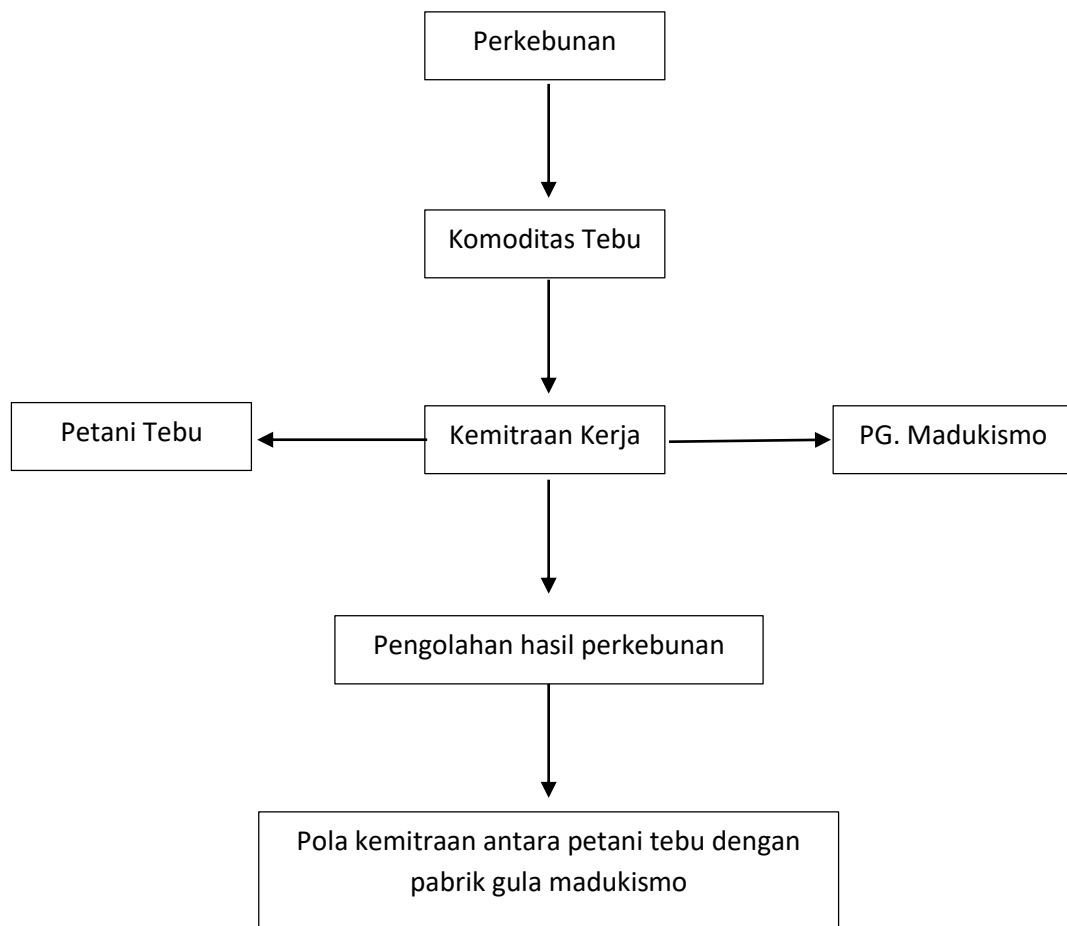 Perkebunan
Komoditas Tebu
Petani Tebu
Kemitraan Kerja
PG. Madukismo
Pengolahan hasil perkebunan
Pola kemitraan antara petani tebu dengan
pabrik gula madukismo